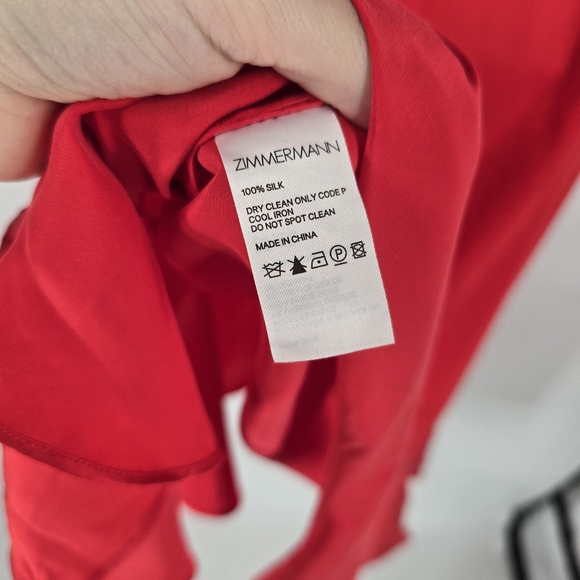 ZIMMERMANN
100% SILK
DRY CLEAN ONLY CODE P
COOL IRON
DO NOT SPOT CLEAN
MADE IN CHINA
P